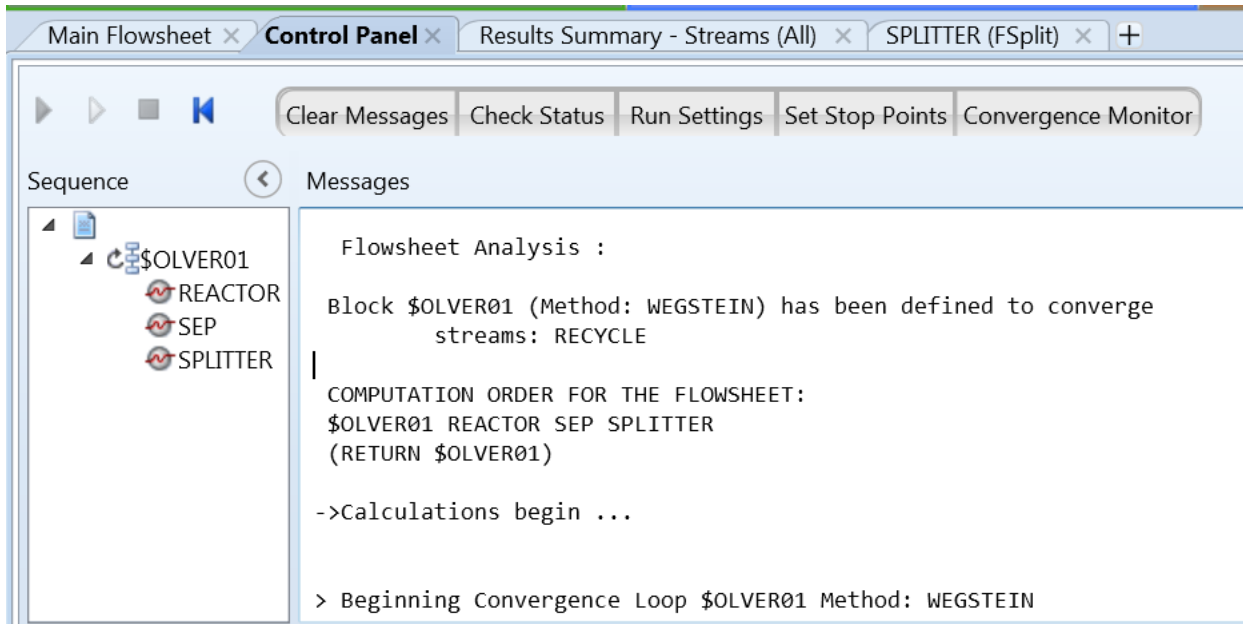 Main Flowsheet × Control Panel × Results Summary - Streams (All) × SPLITTER (FSplit) × +
Clear Messages Check Status Run Settings Set Stop Points Convergence Monitor
Sequence
Messages
$OLVER01
REACTOR
SEP
SPLITTER
Flowsheet Analysis :
Block $OLVER01 (Method: WEGSTEIN) has been defined to converge
streams: RECYCLE
COMPUTATION ORDER FOR THE FLOWSHEET:
$OLVER01 REACTOR SEP SPLITTER
(RETURN $OLVER01)
->Calculations begin ...
> Beginning Convergence Loop $OLVER01 Method: WEGSTEIN